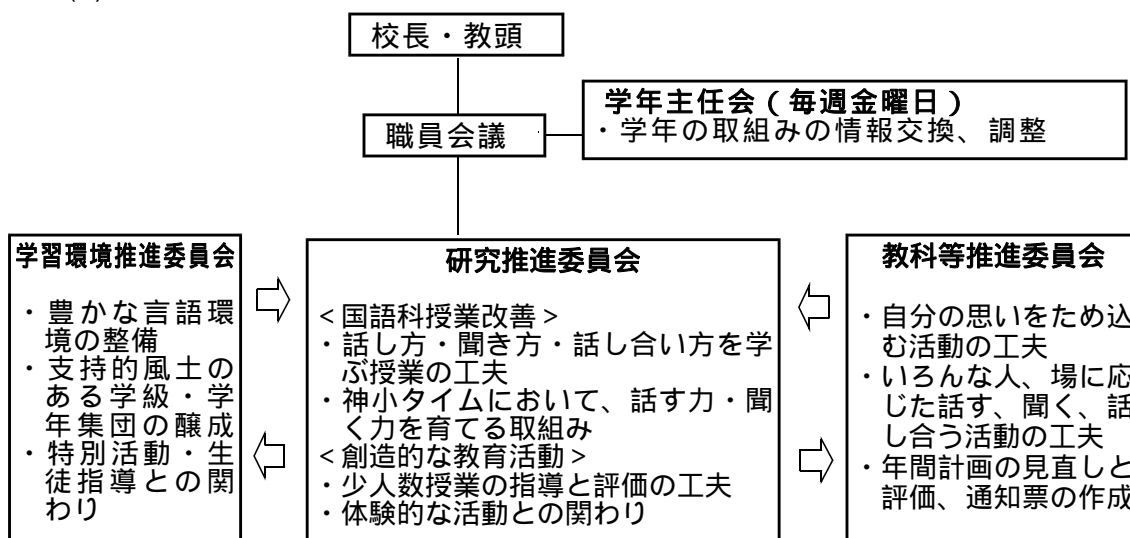 校長・教頭
学年主任会(毎週金曜日)
・学年の取組みの情報交換、調整
職員会議
学習環境推進委員会
・豊かな言語環
境の整備
・支持的風土の
ある学級・学
年集団の醸成
・特別活動・生
徒指導との関
わり
研究推進委員会
<国語科授業改善>
・話し方・聞き方・話し合い方を学
ぶ授業の工夫
・神小タイムにおいて、話す力・聞
く力を育てる取組み
<創造的な教育活動>
・少人数授業の指導と評価の工夫
・体験的な活動との関わり
教科等推進委員会
・自分の思いをため込
む活動の工夫
・いろんな人、場に応
じた話す、聞く、話
し合う活動の工夫
・年間計画の見直しと
評価、通知票の作成